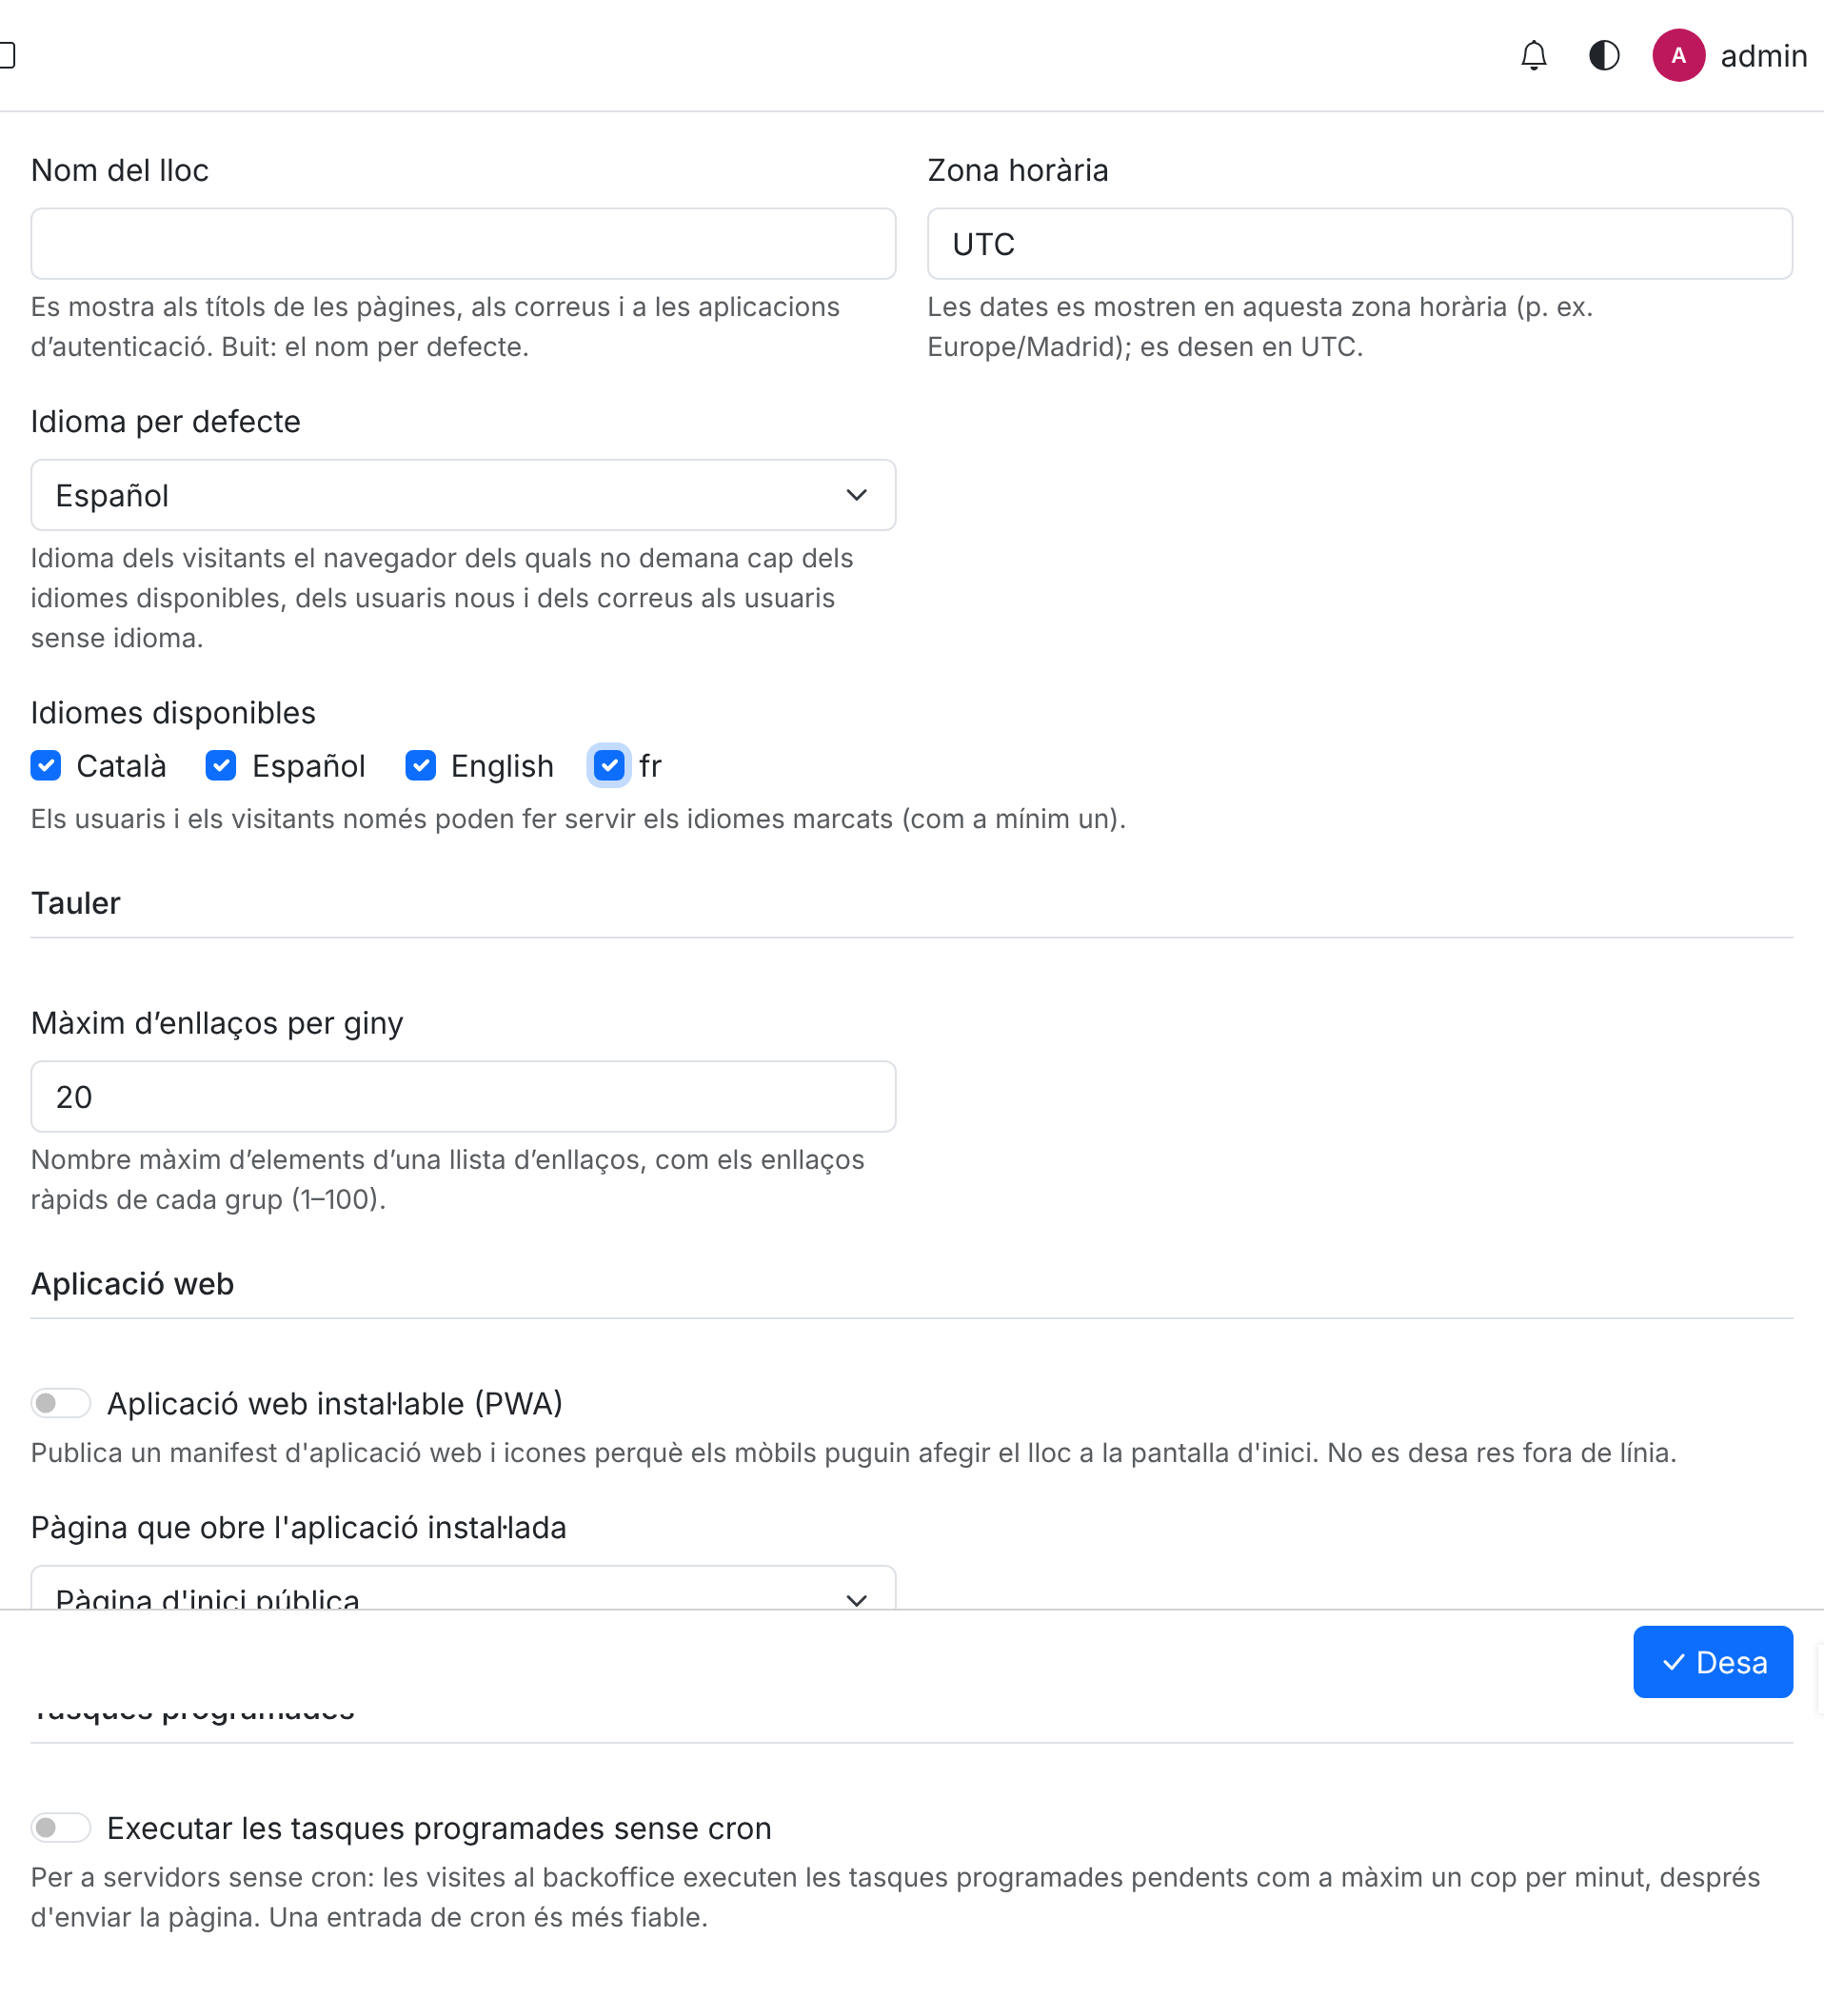 A admin
Nom del lloc
Es mostra als títols de les pàgines, als correus i a les aplicacions
d’autenticació. Buit: el nom per defecte.
Zona horària
UTC
Les dates es mostren en aquesta zona horària (p. ex.
Europe/Madrid); es desen en UTC.
Idioma per defecte
Español
Idioma dels visitants el navegador dels quals no demana cap dels
idiomes disponibles, dels usuaris nous i dels correus als usuaris
sense idioma.
Idiomes disponibles
Català Español English fr
Els usuaris i els visitants només poden fer servir els idiomes marcats (com a mínim un).
Tauler
Màxim d’enllaços per giny
20
Nombre màxim d’elements d’una llista d’enllaços, com els enllaços
ràpids de cada grup (1–100).
Aplicació web
Aplicació web instal·lable (PWA)
Publica un manifest d'aplicació web i icones perquè els mòbils puguin afegir el lloc a la pantalla d'inici. No es desa res fora de línia.
Pàgina que obre l'aplicació instal·lada
Pàgina d'inici pública
Desa
Tasques programades
Executar les tasques programades sense cron
Per a servidors sense cron: les visites al backoffice executen les tasques programades pendents com a màxim un cop per minut, després
d'enviar la pàgina. Una entrada de cron és més fiable.